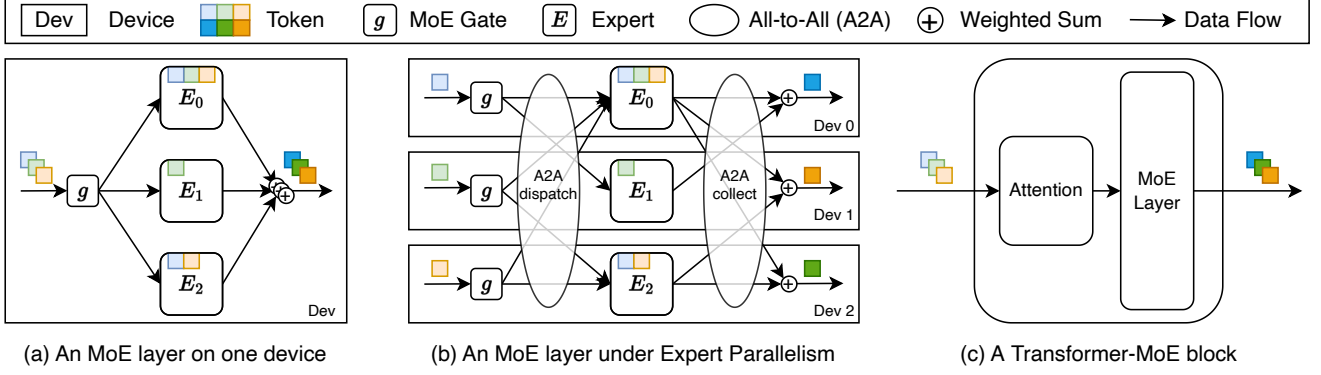 Dev Device Token g MoE Gate E Expert All-to-All (A2A) + Weighted Sum Data Flow
g
E0
E1
E2
Dev
g
E0
Dev 0
g
A2A
dispatch
E1
A2A
collect
Dev 1
g
E2
Dev 2
Attention
MoE
Layer
(a) An MoE layer on one device
(b) An MoE layer under Expert Parallelism
(c) A Transformer-MoE block